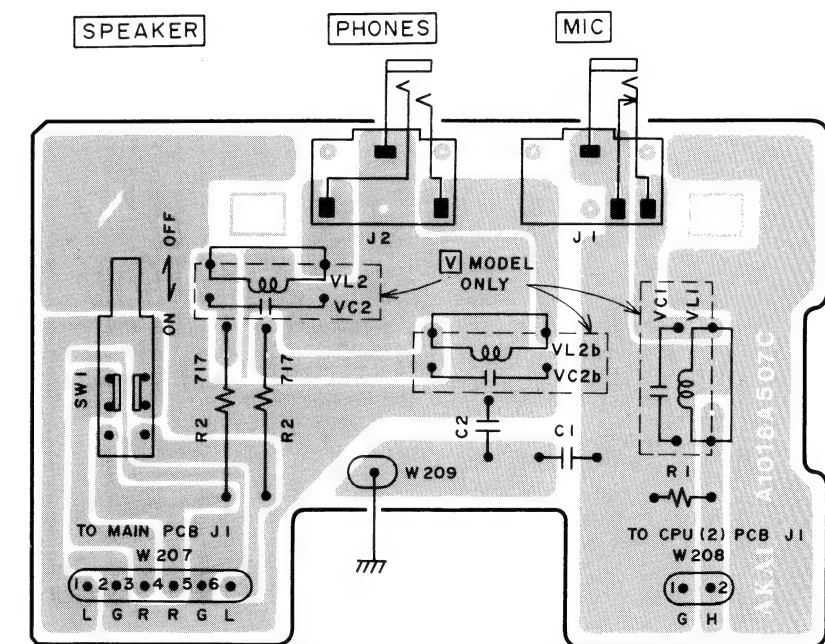 SPEAKER PHONES MIC
J2 J1
OFF
ON
V MODEL
ONLY
VL2
VC2
VC1
VL1
VL2b
VC2b
SW1
717
717
R2
R2
C2
C1
W209
R1
AKAI A1018A507C
TO MAIN PCB J1
W207
1 2 3 4 5 6
L G R R G L
TO CPU(2) PCB J1
W208
1 2
G H